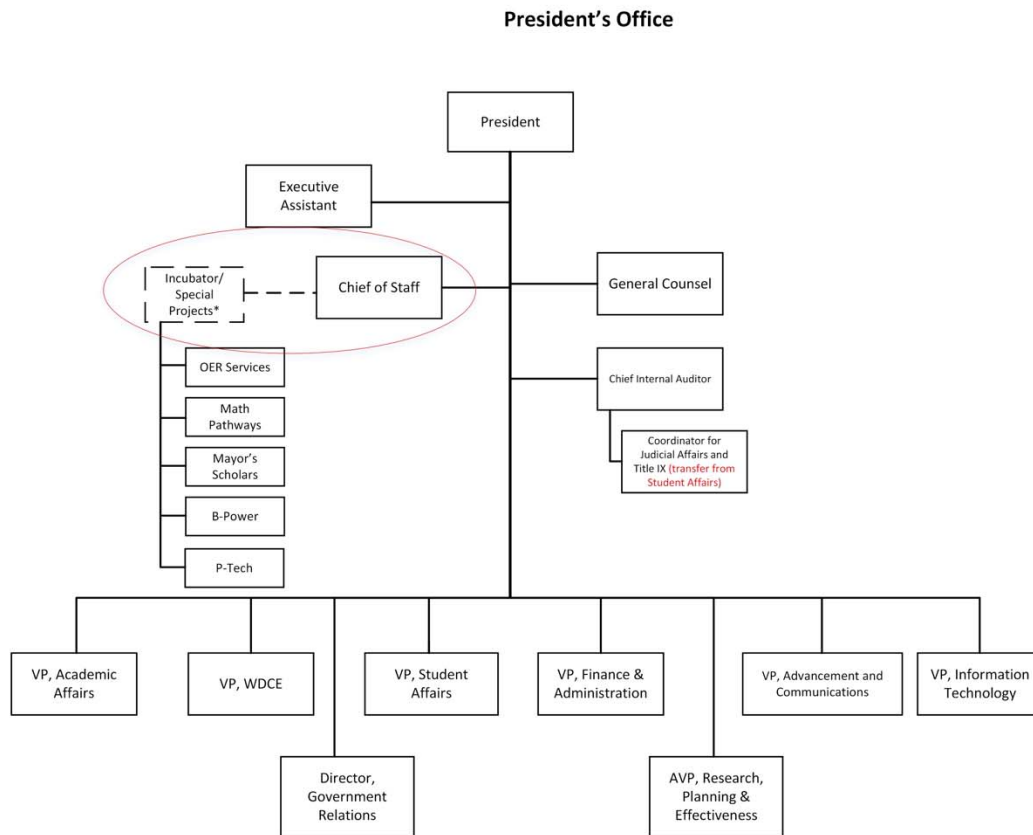 President’s Office
President
Executive
Assistant
Incubator/
Special
Projects*
Chief of Staff
General Counsel
OER Services
Chief Internal Auditor
Math
Pathways
Coordinator for
Judicial Affairs and
Title IX (transfer from
Student Affairs)
Mayor’s
Scholars
B-Power
P-Tech
VP, Academic
Affairs
VP, WDCE
VP, Student
Affairs
VP, Finance &
Administration
VP, Advancement and
Communications
VP, Information
Technology
Director,
Government
Relations
AVP, Research,
Planning &
Effectiveness